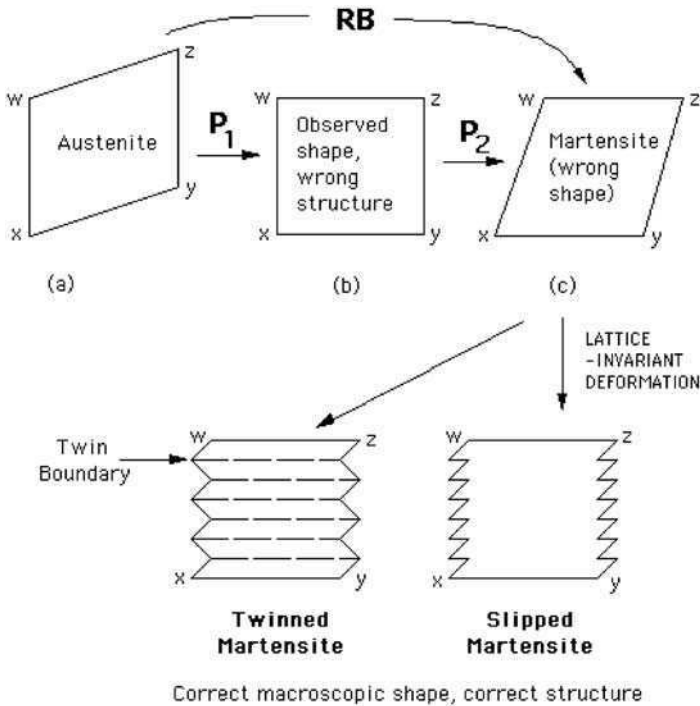 RB
z
w
Austenite
y
x
P1
w z
Observed
shape,
wrong
structure
x y
P2
w z
Martensite
(wrong
shape)
x y
(a) (b) (c)
LATTICE
-INVARIANT
DEFORMATION
Twin
Boundary
w z
x y
w z
x y
Twinned
Martensite
Slipped
Martensite
Correct macroscopic shape, correct structure